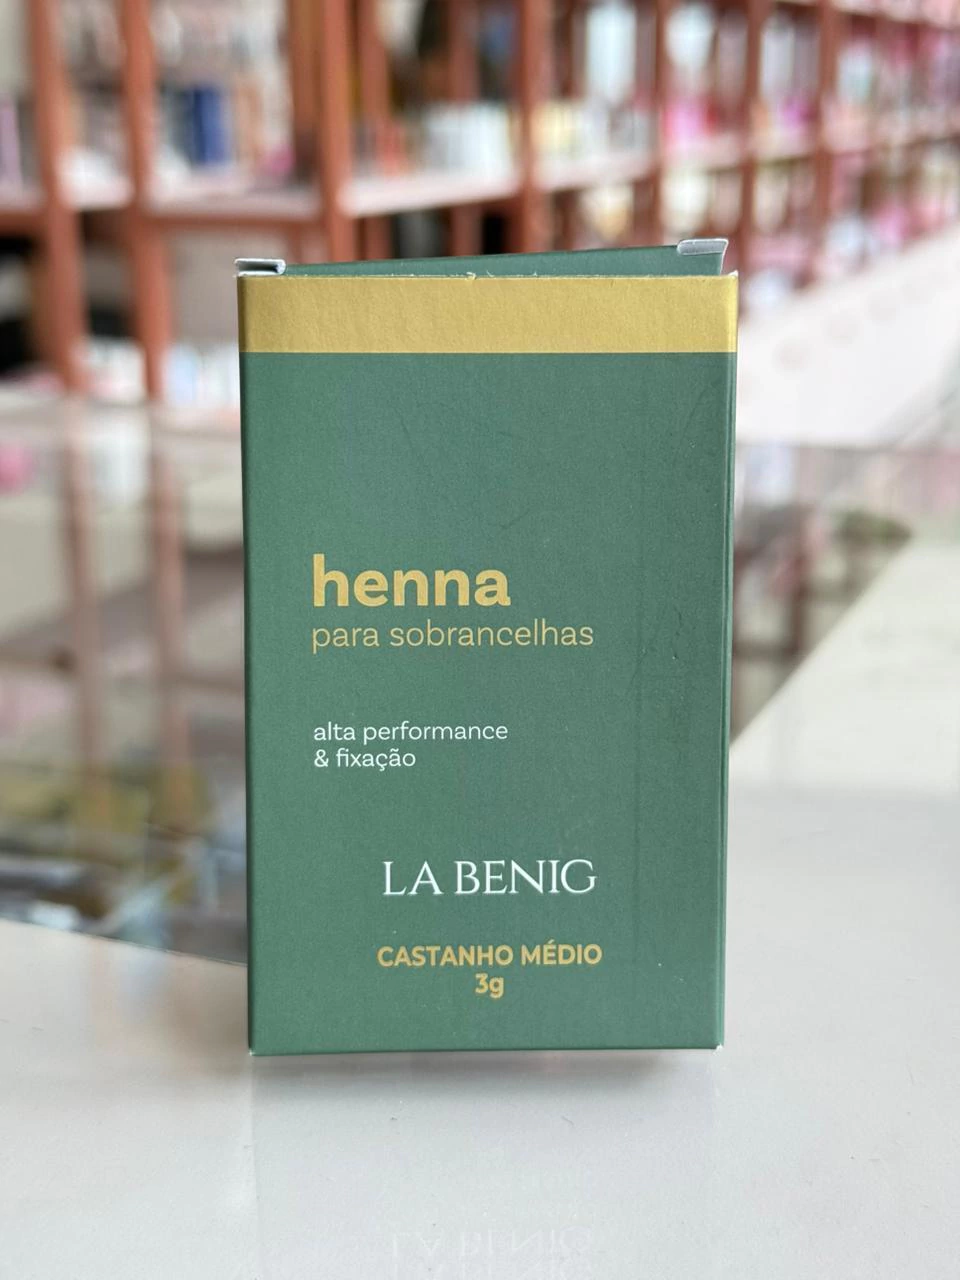 henna
para sobrancelhas
alta performance
& fixação
LA BENIG
CASTANHO MÉDIO
3g